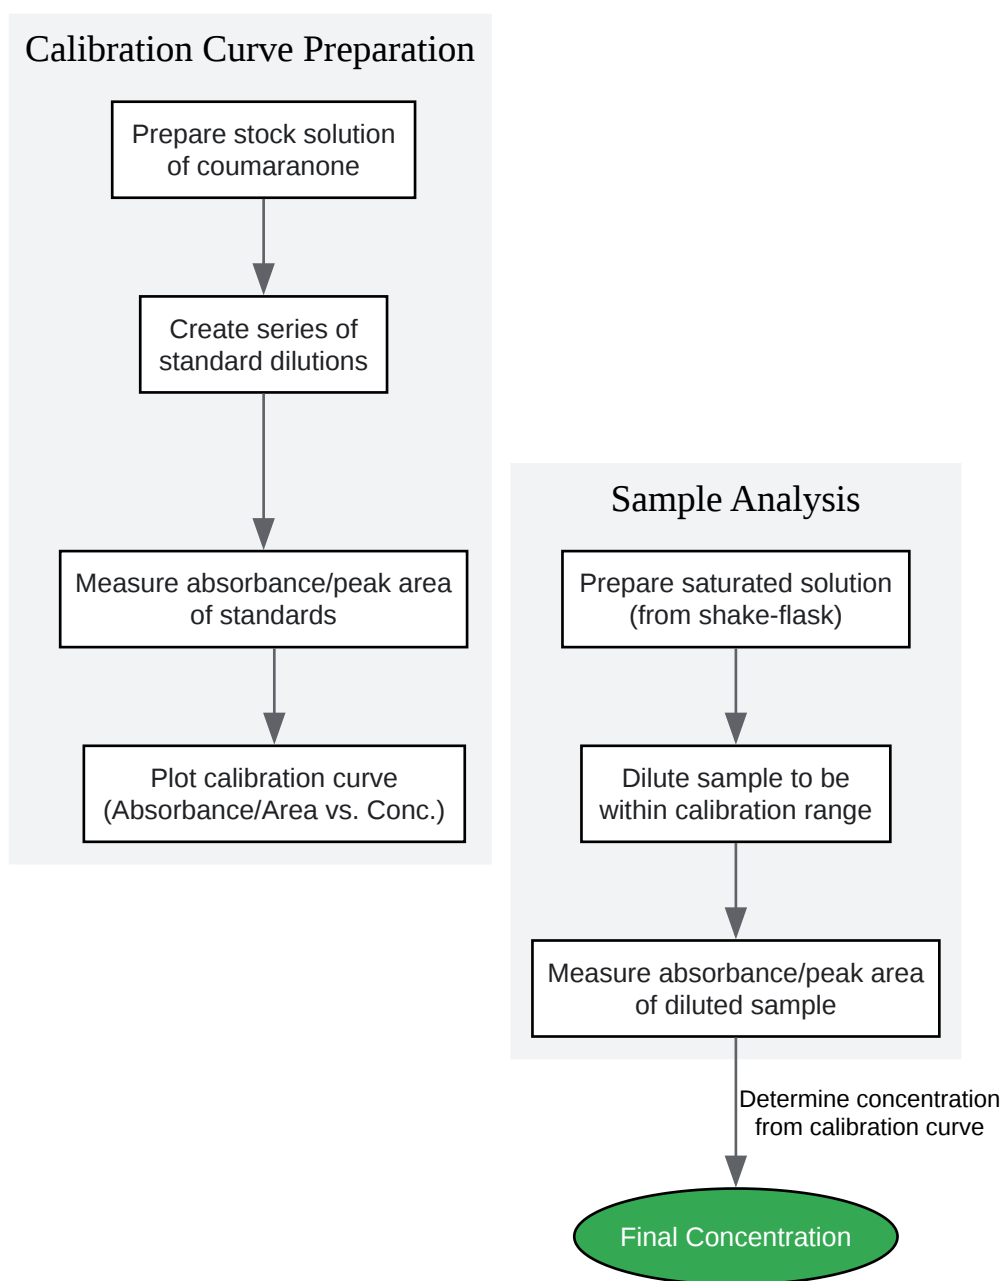 Calibration Curve Preparation
Prepare stock solution
of coumaranone
Create series of
standard dilutions
Measure absorbance/peak area
of standards
Plot calibration curve
(Absorbance/Area vs. Conc.)
Sample Analysis
Prepare saturated solution
(from shake-flask)
Dilute sample to be
within calibration range
Measure absorbance/peak area
of diluted sample
Determine concentration
from calibration curve
Final Concentration